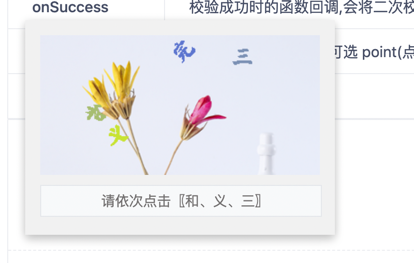 onSuccess 校验成功时的函数回调,会将二次校
亮 三
可选 point(点
和
义
请依次点击〖和、义、三〗